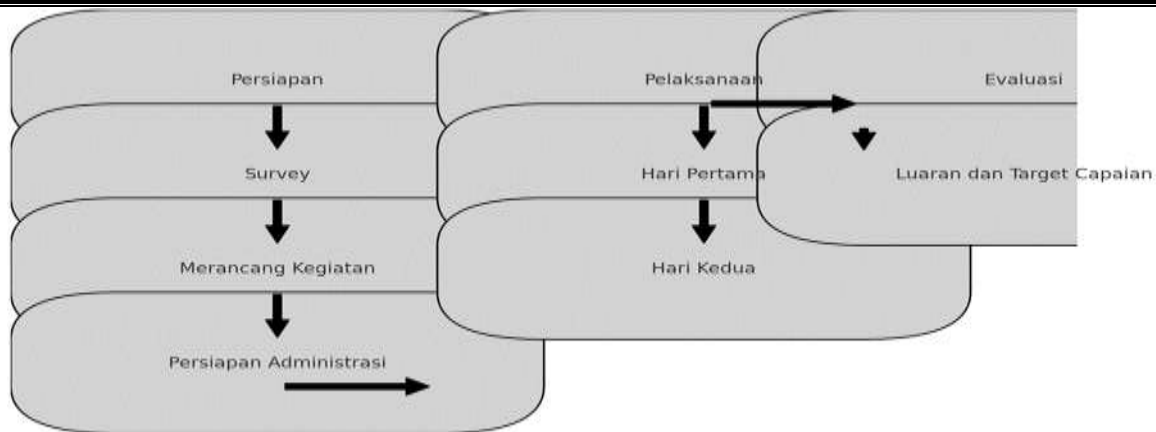 Persiapan
Survey
Merancang Kegiatan
Persiapan Administrasi
Pelaksanaan
Hari Pertama
Hari Kedua
Evaluasi
Luaran dan Target Capaian